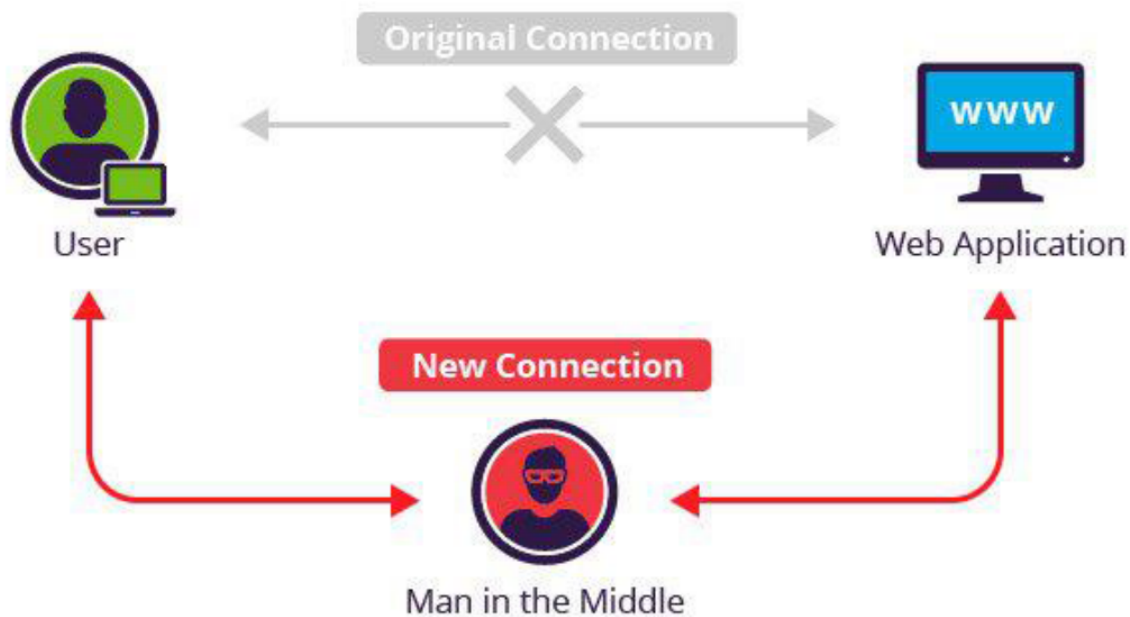 Original Connection
www
User
Web Application
New Connection
Man in the Middle